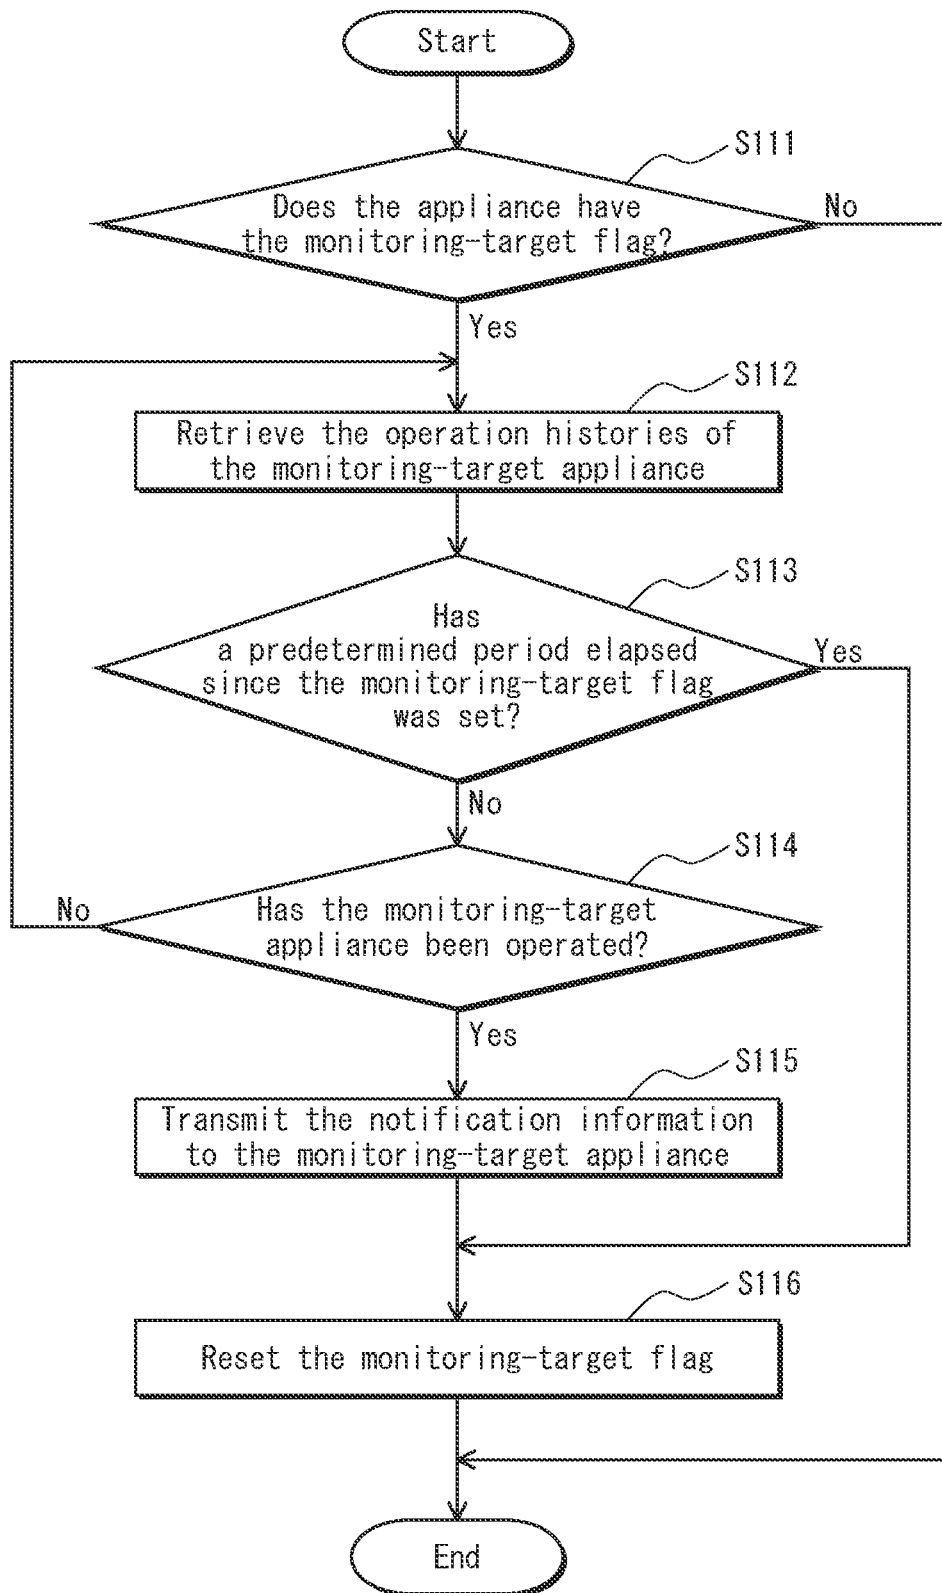 Start
S111
Does the appliance have
the monitoring-target flag?
No
Yes
S112
Retrieve the operation histories of
the monitoring-target appliance
S113
Has
a predetermined period elapsed
since the monitoring-target flag
was set?
Yes
No
S114
Has the monitoring-target
appliance been operated?
No
Yes
S115
Transmit the notification information
to the monitoring-target appliance
S116
Reset the monitoring-target flag
End